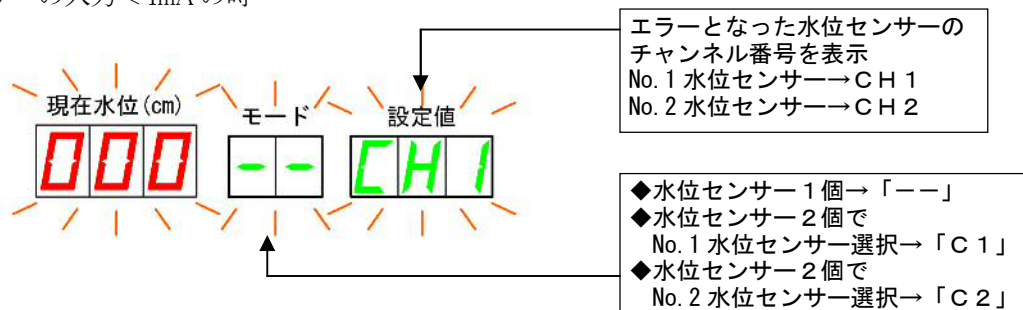 の入力＜1mAの時
エラーとなった水位センサーの
チャンネル番号を表示
No.1水位センサー→ＣＨ１
No.2水位センサー→ＣＨ２
現在水位(cm)
モード
設定値
000
--
CH1
◆水位センサー１個→「－－」
◆水位センサー２個で
No.1水位センサー選択→「Ｃ１」
◆水位センサー２個で
No.2水位センサー選択→「Ｃ２」